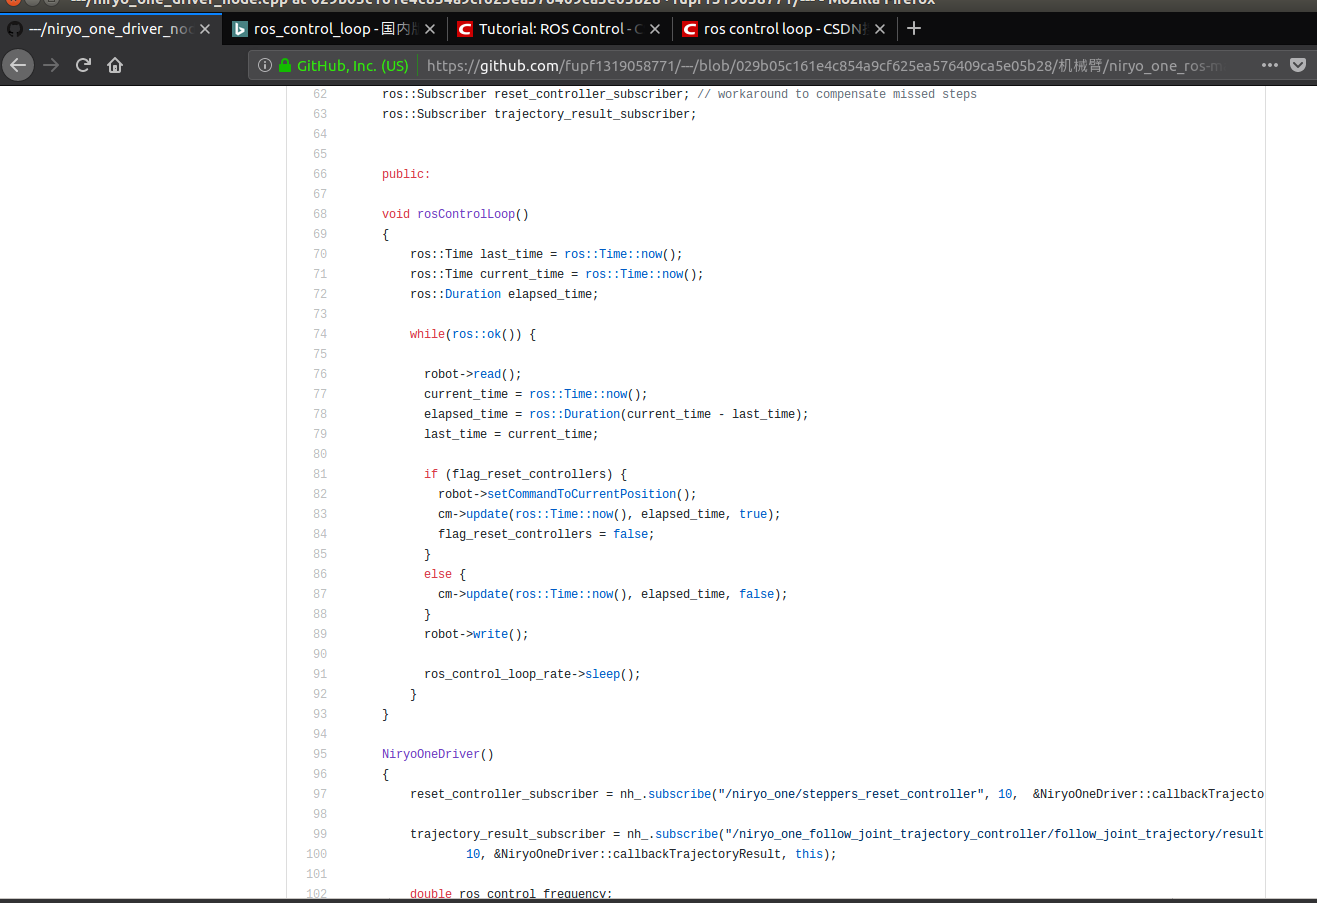 niryo_one_driver_node.cpp at 029b05c161e4c854a9cf625ea576409ca5e05b28 · fupf1319058771/--- - Mozilla Firefox
---/niryo_one_driver_nod
ros_control_loop - 国内版
Tutorial: ROS Control - C
ros control loop - CSDN
GitHub, Inc. (US)
https://github.com/fupf1319058771/---/blob/029b05c161e4c854a9cf625ea576409ca5e05b28/机械臂/niryo_one_ros-m
62 ros::Subscriber reset_controller_subscriber; // workaround to compensate missed steps
63 ros::Subscriber trajectory_result_subscriber;
64
65
66 public:
67
68 void rosControlLoop()
69 {
70 ros::Time last_time = ros::Time::now();
71 ros::Time current_time = ros::Time::now();
72 ros::Duration elapsed_time;
73
74 while(ros::ok()) {
75
76 robot->read();
77 current_time = ros::Time::now();
78 elapsed_time = ros::Duration(current_time - last_time);
79 last_time = current_time;
80
81 if (flag_reset_controllers) {
82 robot->setCommandToCurrentPosition();
83 cm->update(ros::Time::now(), elapsed_time, true);
84 flag_reset_controllers = false;
85 }
86 else {
87 cm->update(ros::Time::now(), elapsed_time, false);
88 }
89 robot->write();
90
91 ros_control_loop_rate->sleep();
92 }
93 }
94
95 NiryoOneDriver()
96 {
97 reset_controller_subscriber = nh_.subscribe("/niryo_one/steppers_reset_controller", 10, &NiryoOneDriver::callbackTrajecto
98
99 trajectory_result_subscriber = nh_.subscribe("/niryo_one_follow_joint_trajectory_controller/follow_joint_trajectory/result
100 10, &NiryoOneDriver::callbackTrajectoryResult, this);
101
102 double ros_control_frequency;